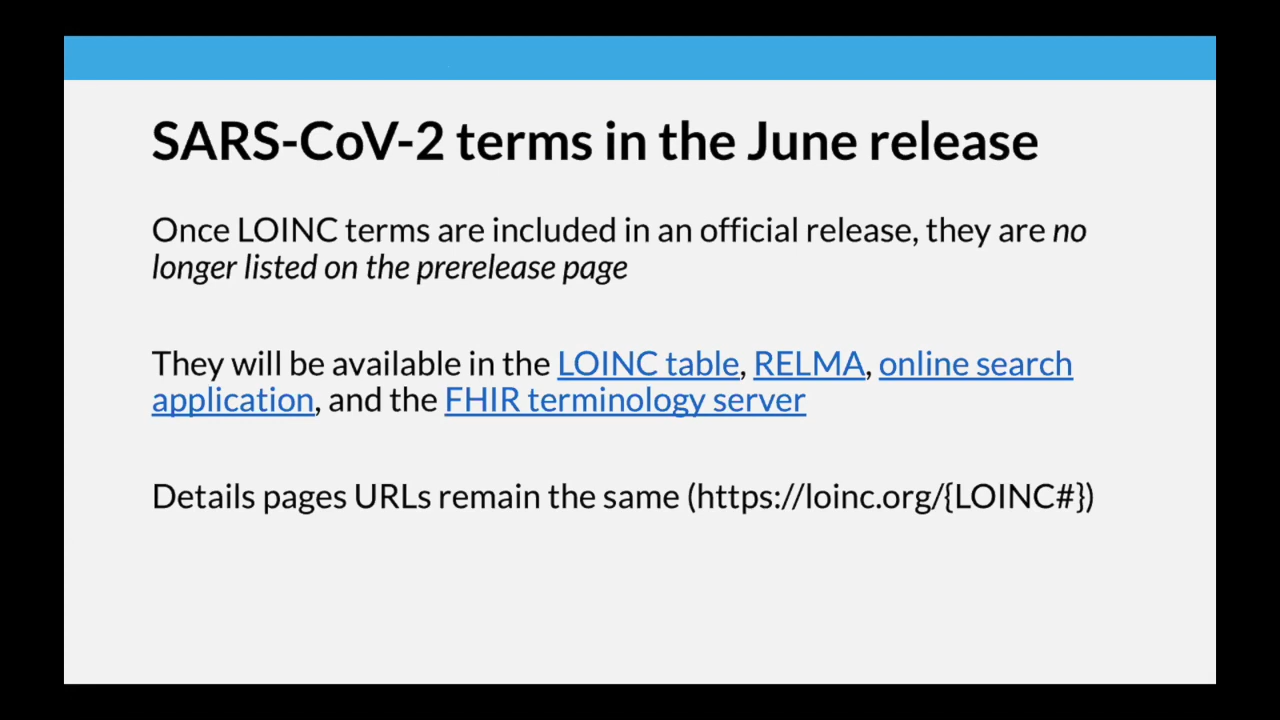 SARS-CoV-2 terms in the June release
Once LOINC terms are included in an official release, they are no
longer listed on the prerelease page
They will be available in the LOINC table, RELMA, online search
application, and the FHIR terminology server
Details pages URLs remain the same (https://loinc.org/{LOINC#})